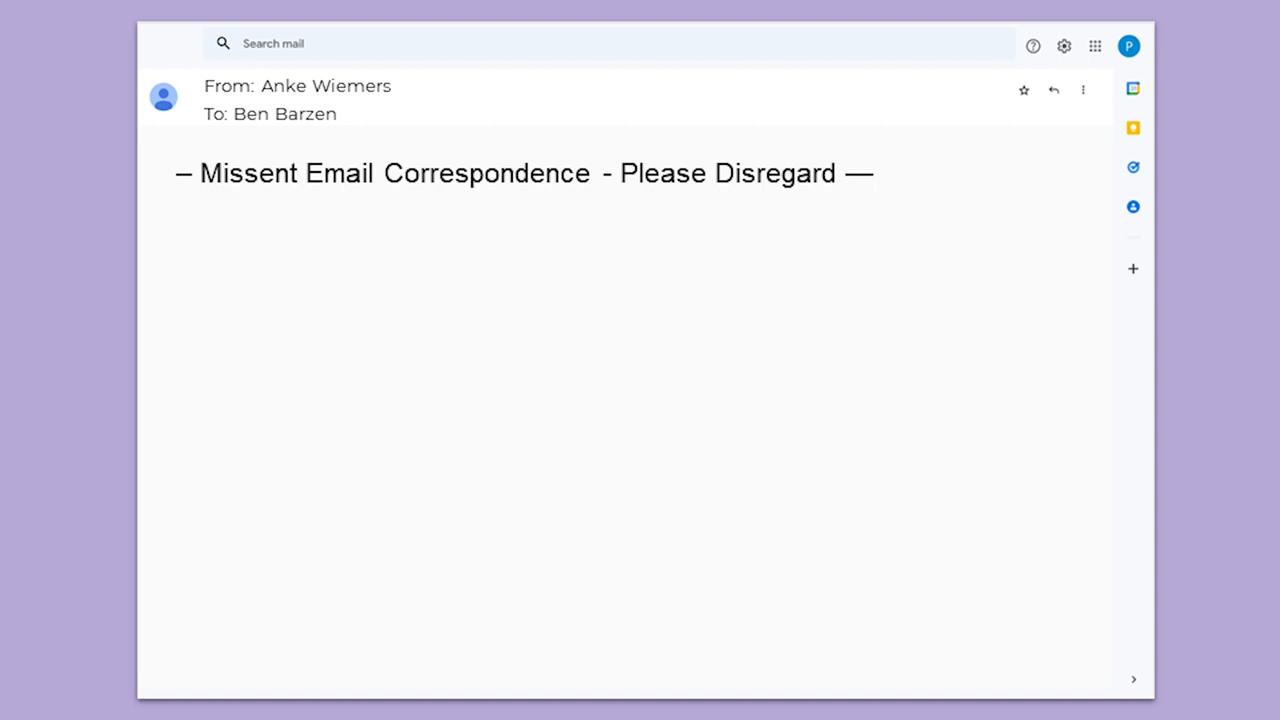 Search mail
P
From: Anke Wiemers
To: Ben Barzen
– Missent Email Correspondence - Please Disregard —